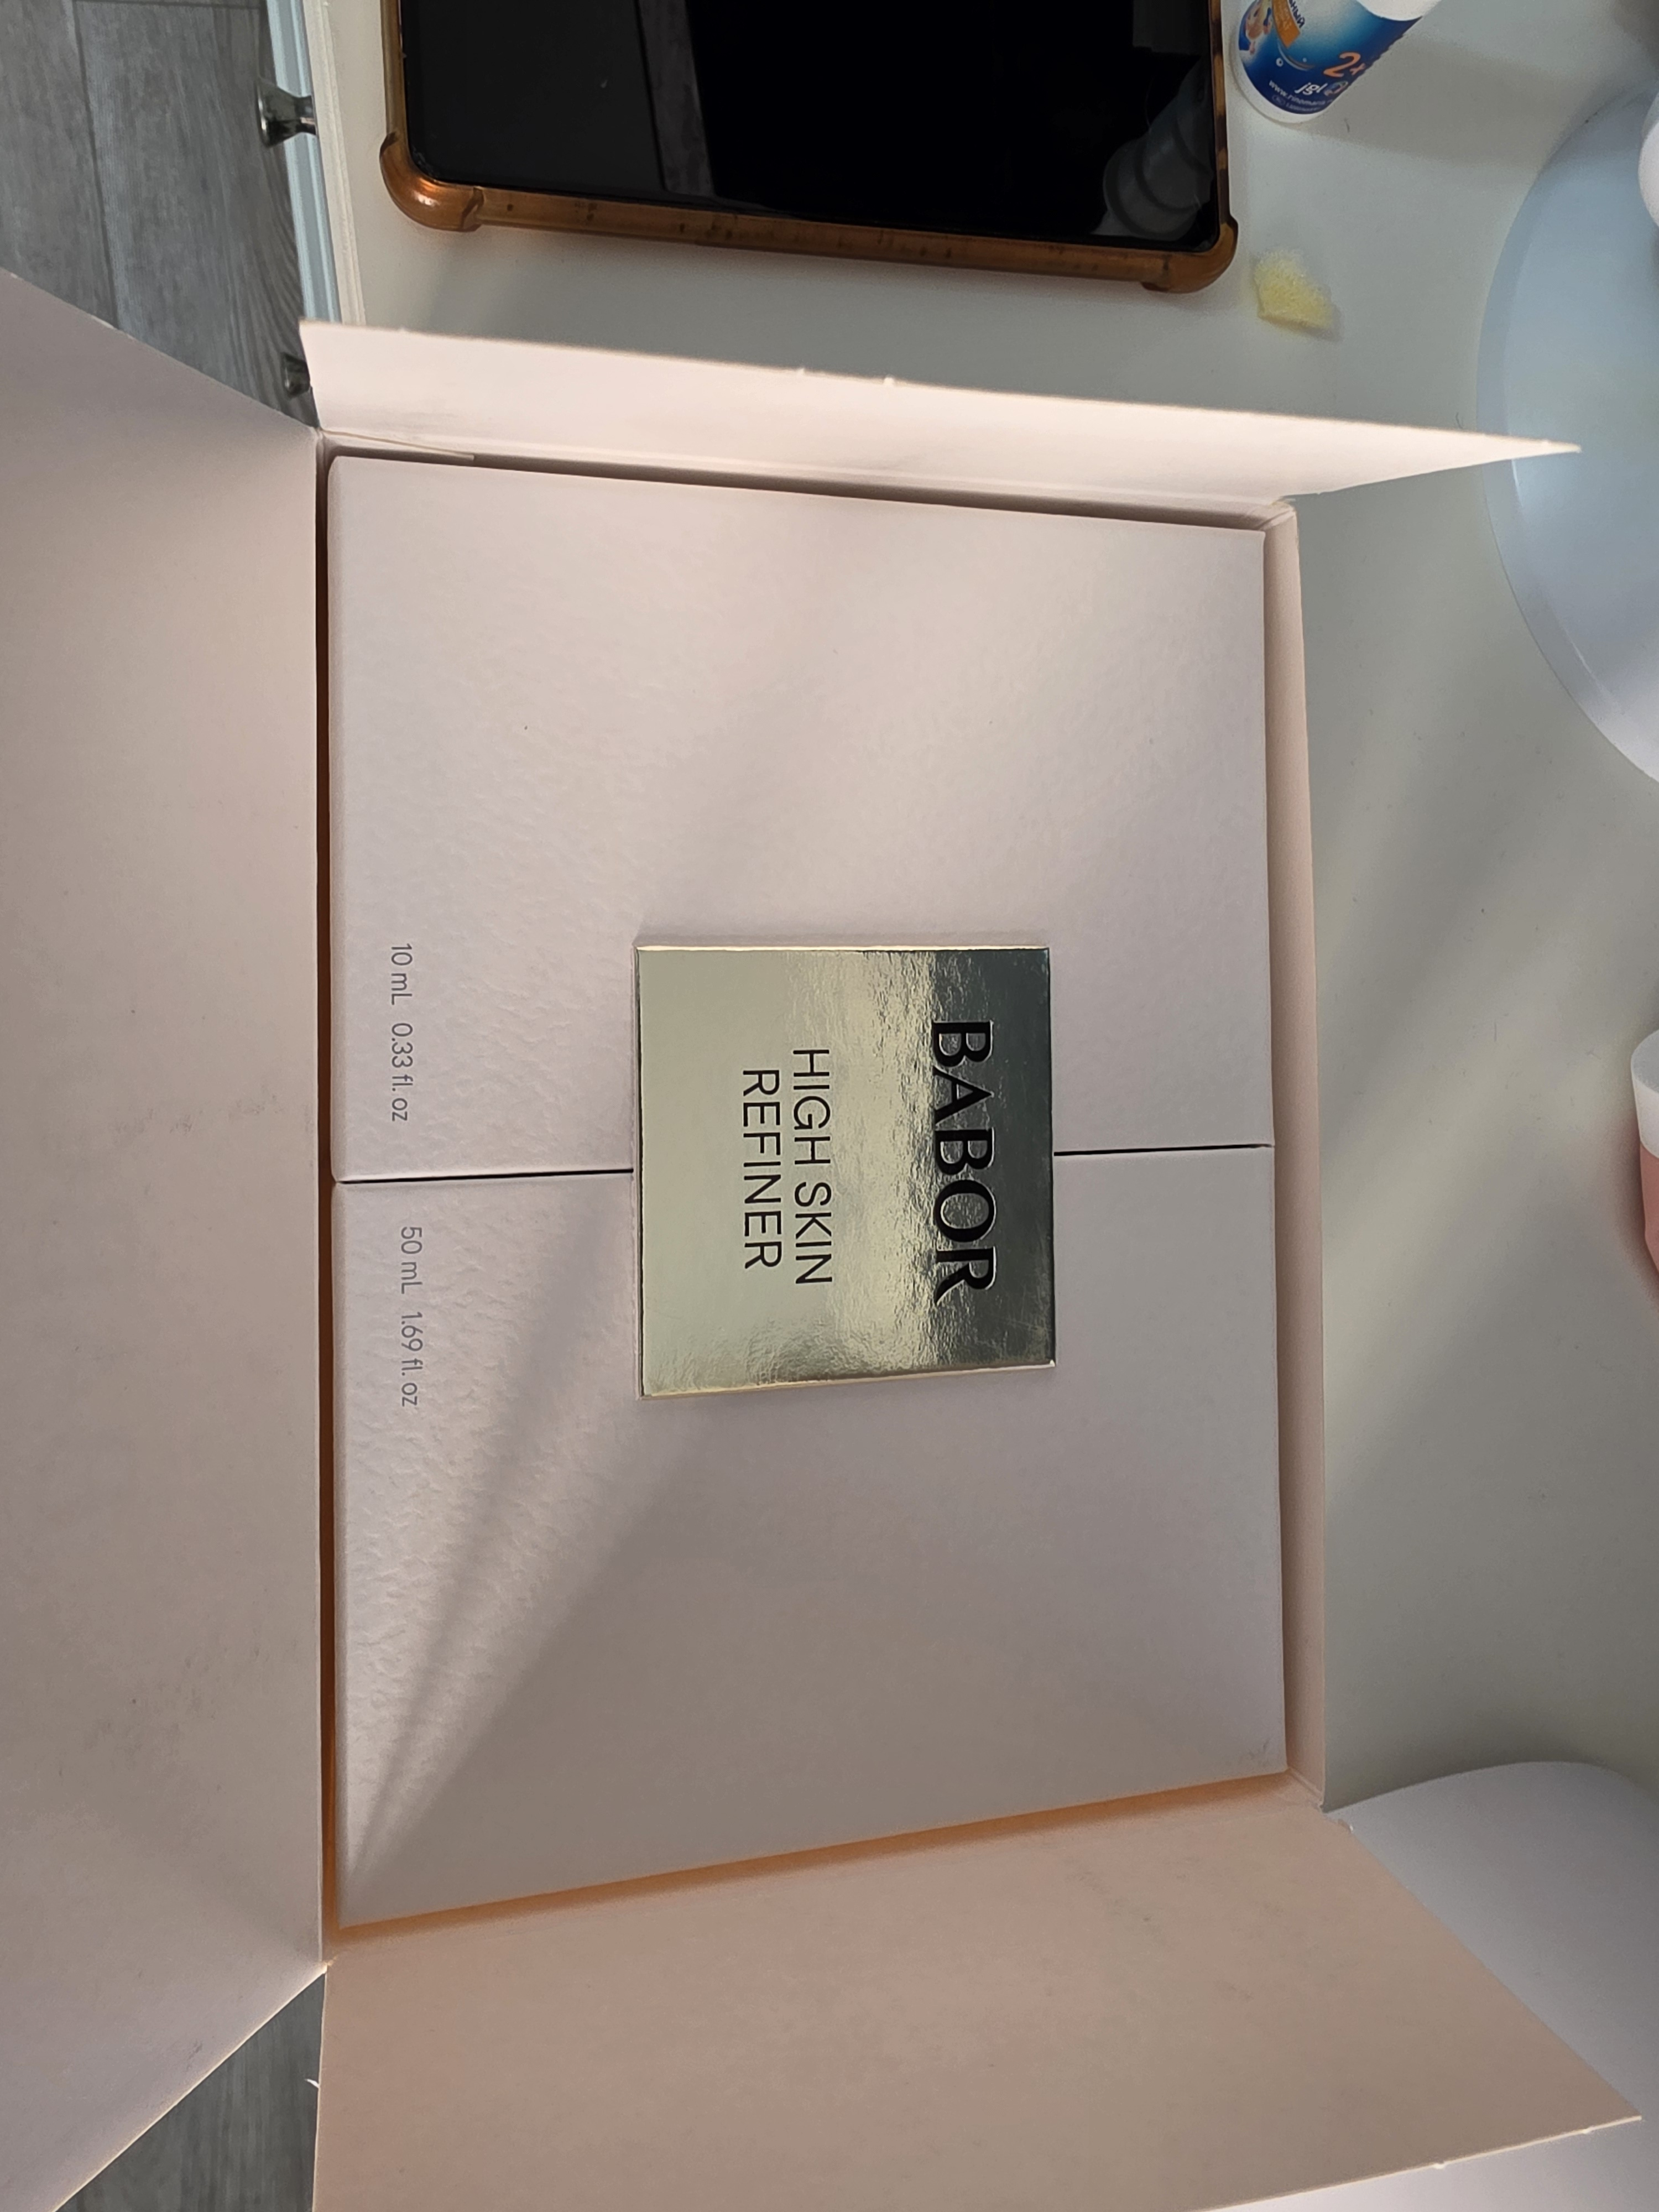 BABOR
HIGH SKIN
REFINER
10 mL 0.33 fl. oz
50 mL 1.69 fl. oz